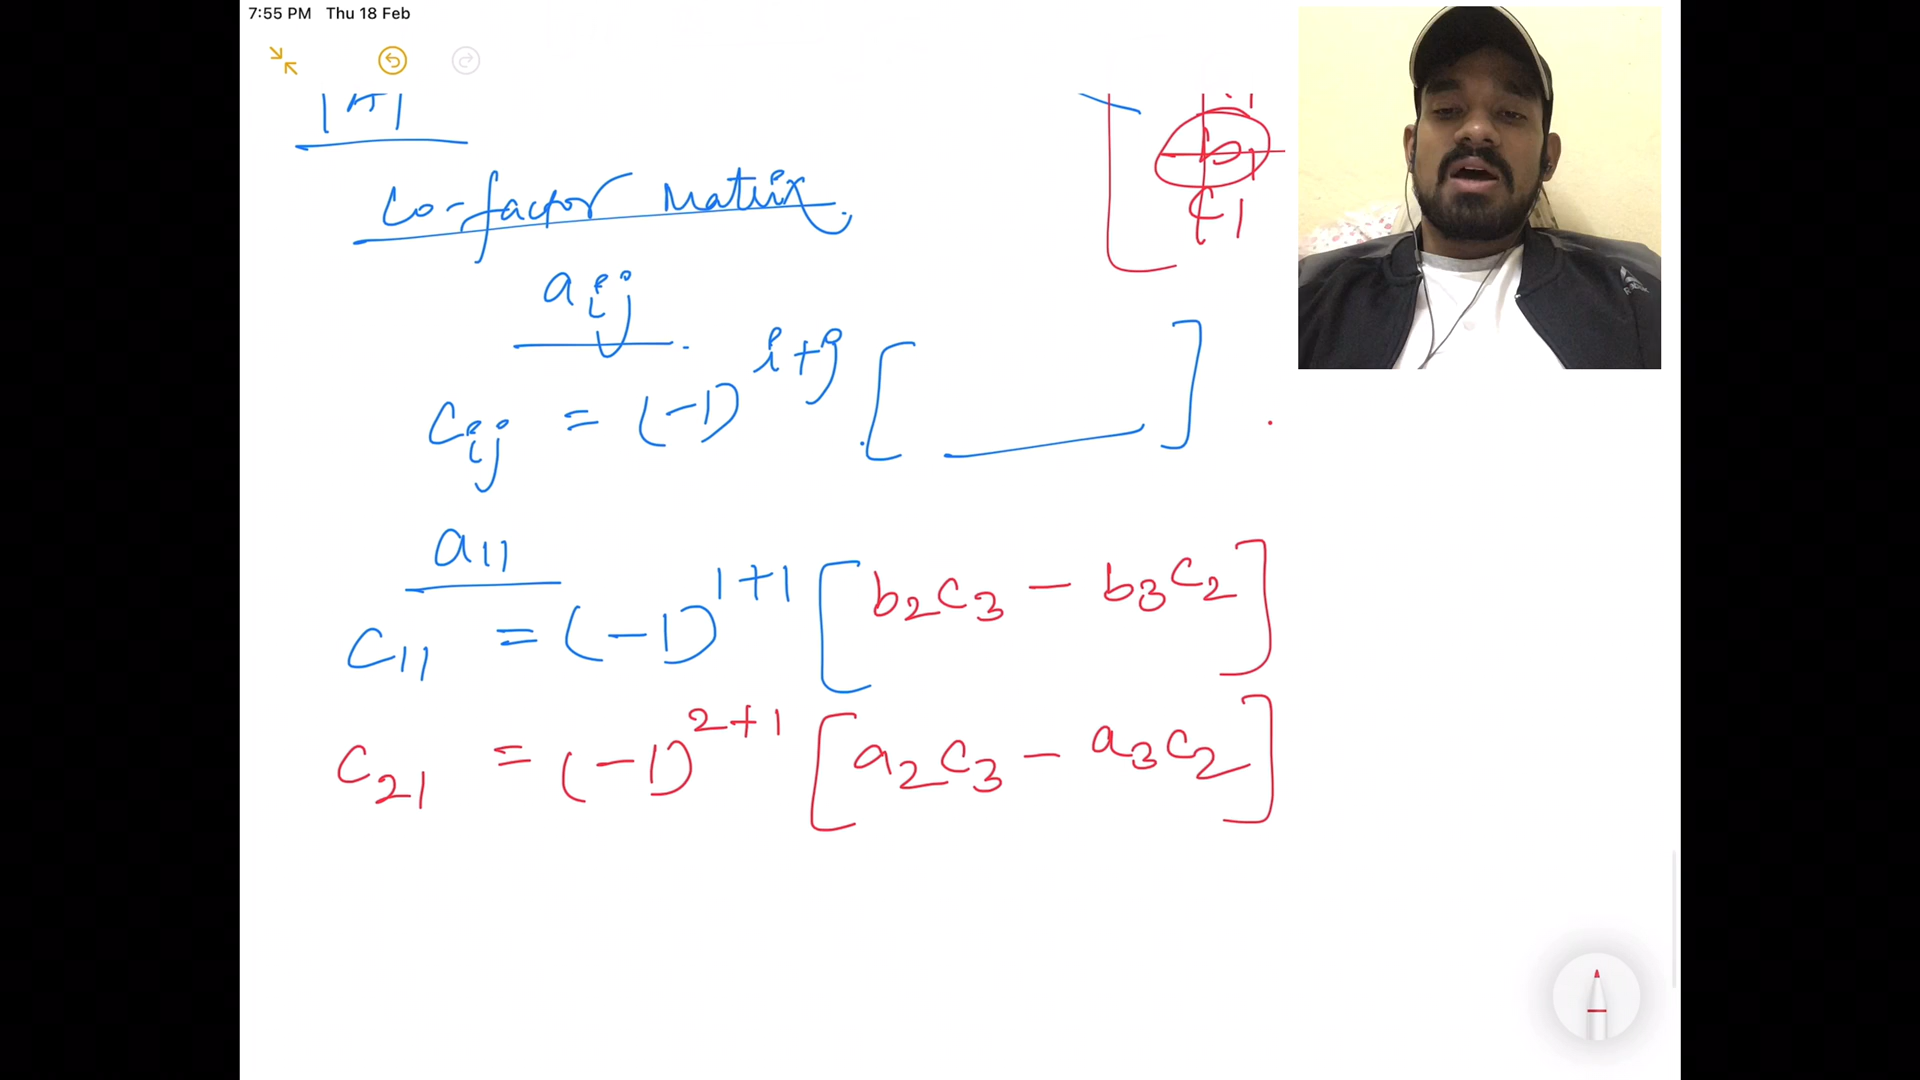 7:55 PM Thu 18 Feb
|A|
Co-factor Matrix.
aij
Cij = (-1)^i+j [ ______ ]
a11
C11 = (-1)^1+1 [b2c3 - b3c2]
C21 = (-1)^2+1 [a2c3 - a3c2]